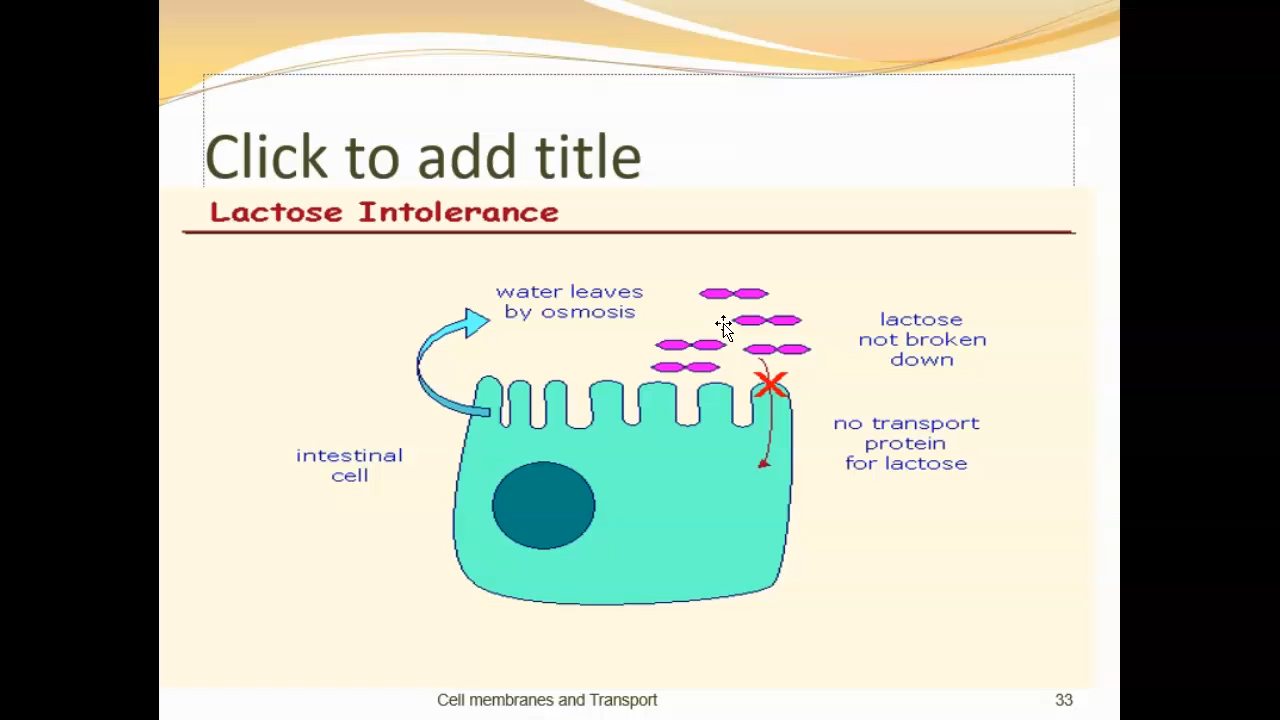 Click to add title
Lactose Intolerance
water leaves
by osmosis
lactose
not broken
down
no transport
protein
for lactose
intestinal
cell
Cell membranes and Transport
33